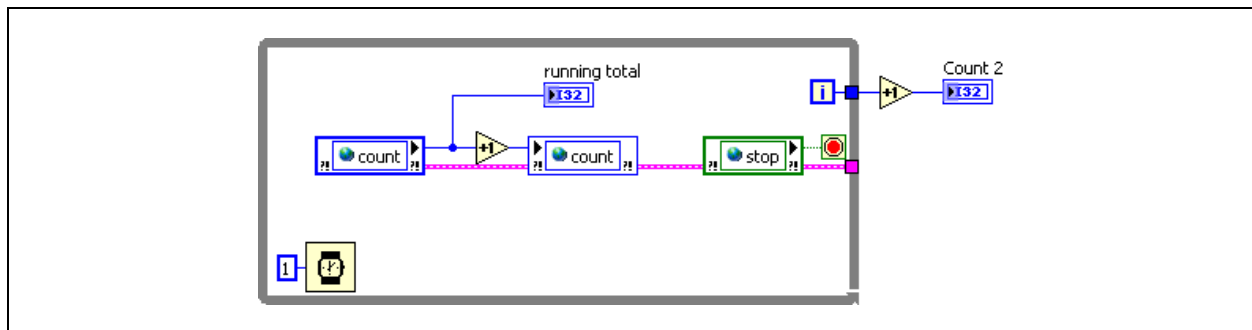 running total
Count 2
I32
i
+1
I32
?! count ?!
+1
?! count ?!
?! stop ?!
1